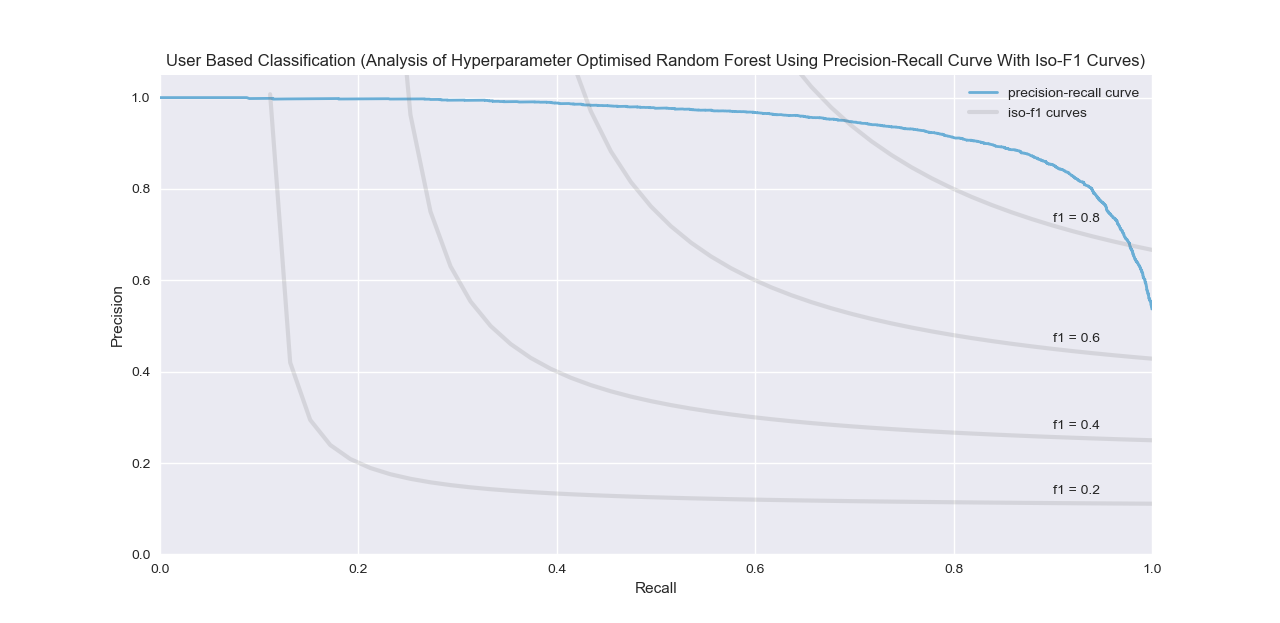 User Based Classification (Analysis of Hyperparameter Optimised Random Forest Using Precision-Recall Curve With Iso-F1 Curves)
precision-recall curve
iso-f1 curves
1.0
0.8
0.6
0.4
0.2
0.0
Precision
f1 = 0.8
f1 = 0.6
f1 = 0.4
f1 = 0.2
0.0 0.2 0.4 0.6 0.8 1.0
Recall